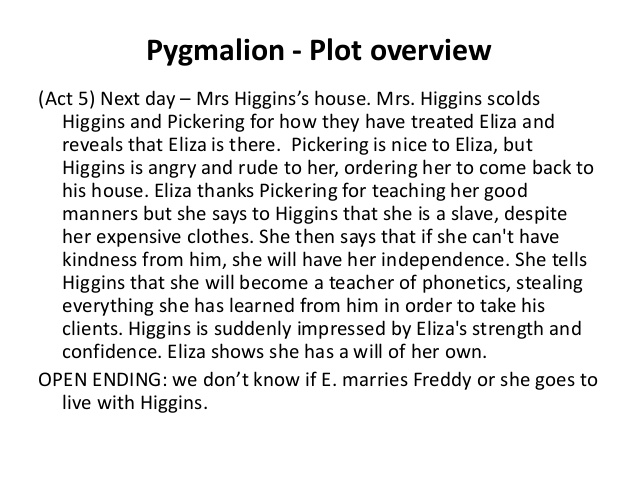 Pygmalion - Plot overview
(Act 5) Next day – Mrs Higgins’s house. Mrs. Higgins scolds
Higgins and Pickering for how they have treated Eliza and
reveals that Eliza is there.  Pickering is nice to Eliza, but
Higgins is angry and rude to her, ordering her to come back to
his house. Eliza thanks Pickering for teaching her good
manners but she says to Higgins that she is a slave, despite
her expensive clothes. She then says that if she can't have
kindness from him, she will have her independence. She tells
Higgins that she will become a teacher of phonetics, stealing
everything she has learned from him in order to take his
clients. Higgins is suddenly impressed by Eliza's strength and
confidence. Eliza shows she has a will of her own.
OPEN ENDING: we don’t know if E. marries Freddy or she goes to
live with Higgins.